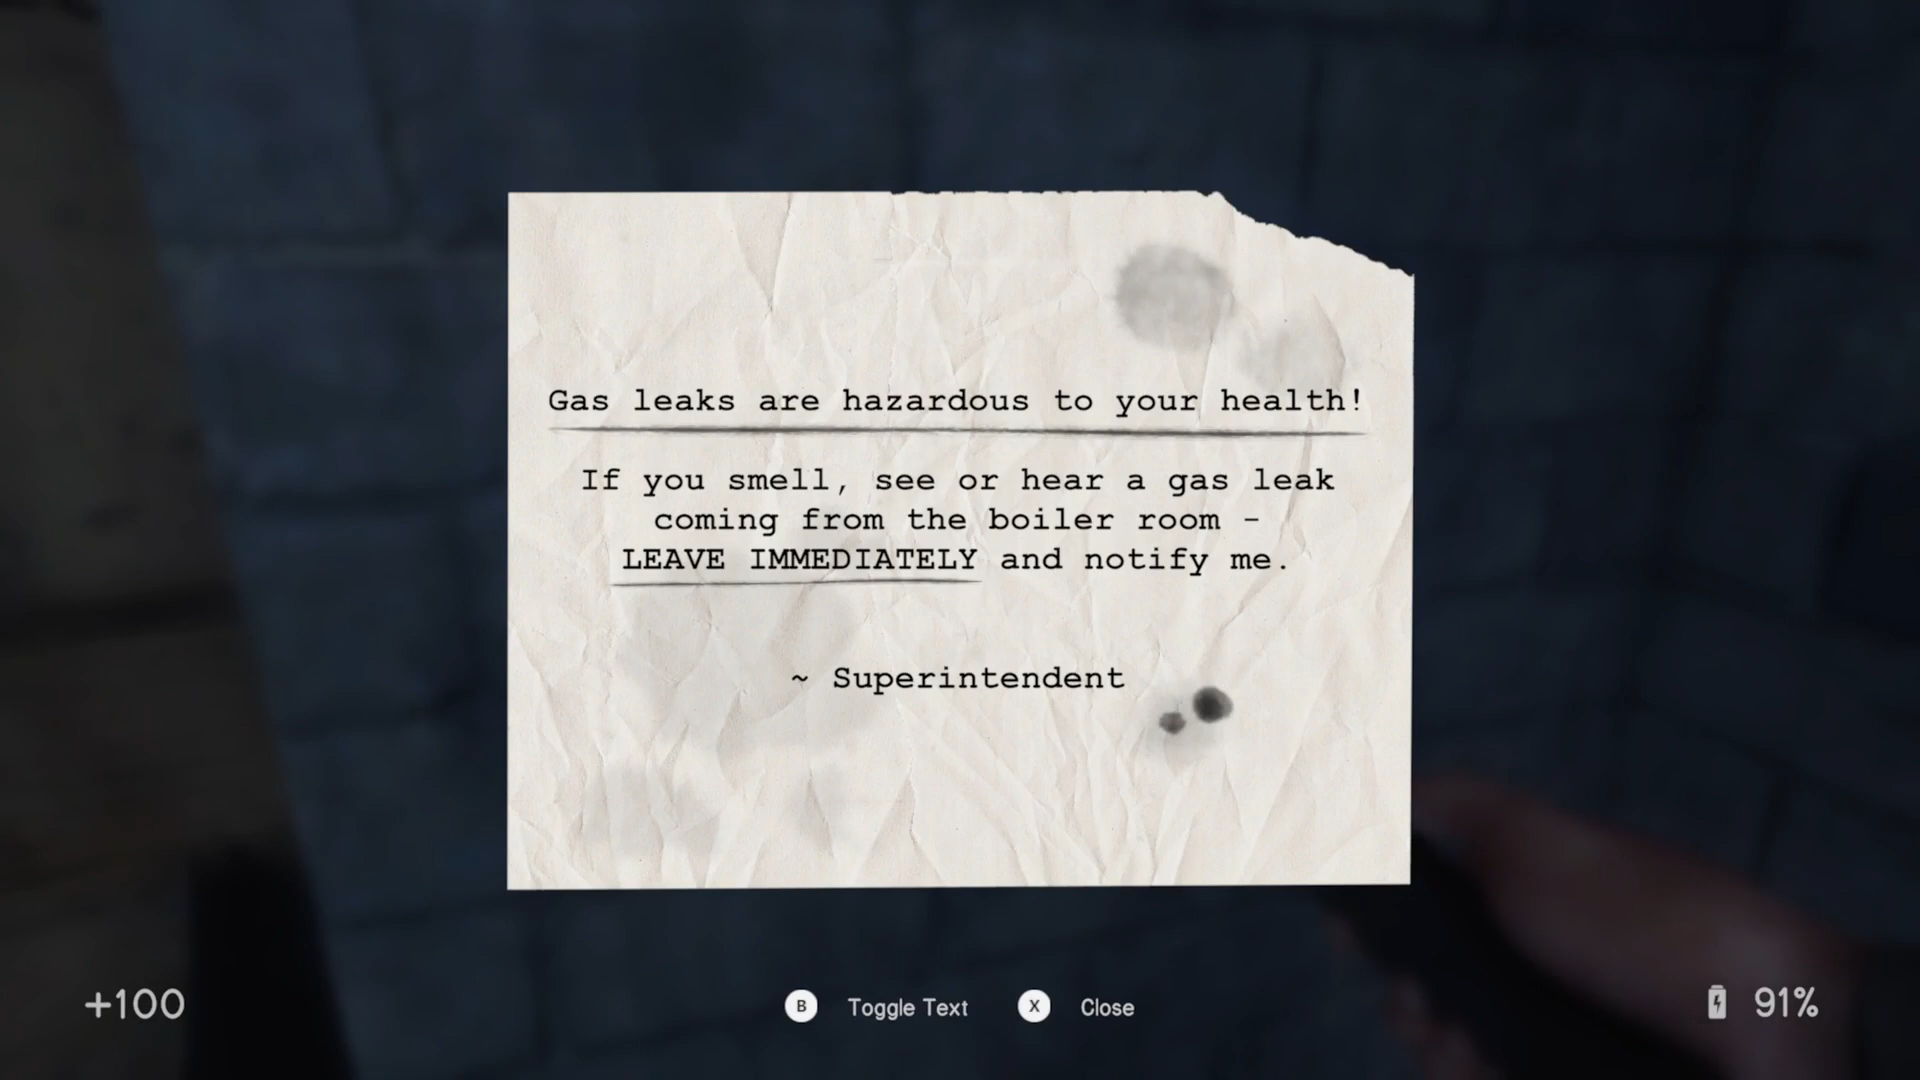 Gas leaks are hazardous to your health!
If you smell, see or hear a gas leak
coming from the boiler room -
LEAVE IMMEDIATELY and notify me.
~ Superintendent
+100
B Toggle Text X Close
91%